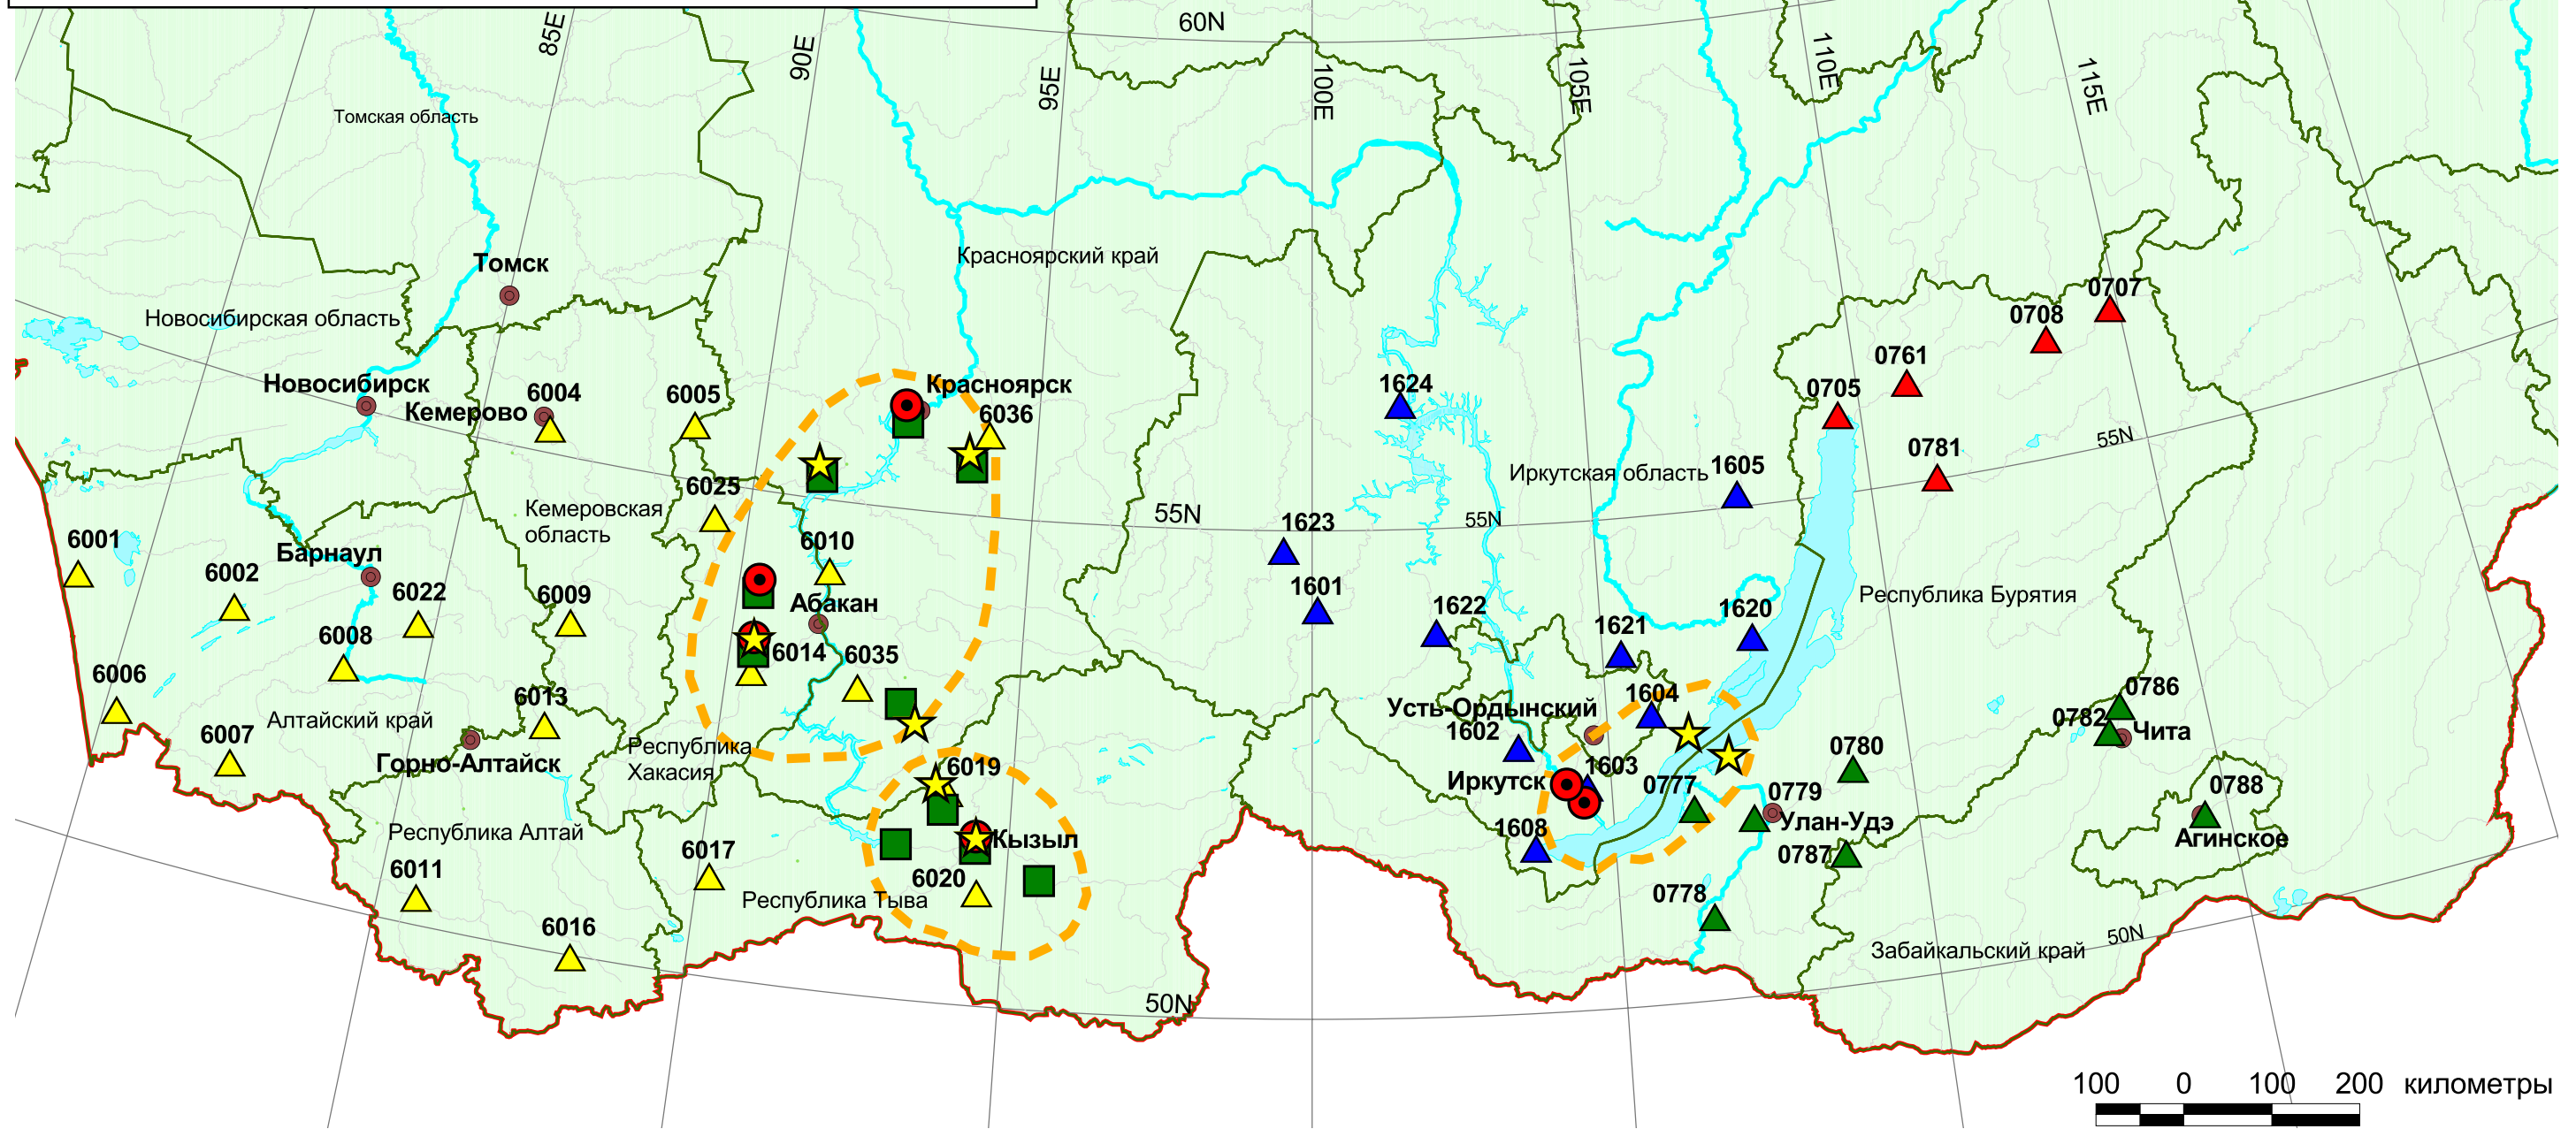 60N
85E
90E
95E
100E
105E
110E
115E
Томская область
Красноярский край
Томск
Новосибирская область
0707
0708
0761
0705
Новосибирск
Кемерово
6004
6005
Красноярск
6036
1624
0781
55N
Иркутская область
1605
6025
Кемеровская
область
55N
55N
1623
6001
Барнаул
6010
6002
6022
6009
Абакан
1601
1622
1620
Республика Бурятия
6008
6014
6035
1621
6006
6013
1604
0786
Алтайский край
Усть-Ордынский
0782
Чита
6007
Горно-Алтайск
Республика
Хакасия
1602
6019
Иркутск
1603
0777
0780
0779
0788
Республика Алтай
Кызыл
1608
Улан-Удэ
Агинское
6017
0787
6011
6020
Республика Тыва
0778
6016
50N
Забайкальский край
50N
100 0 100 200 километры